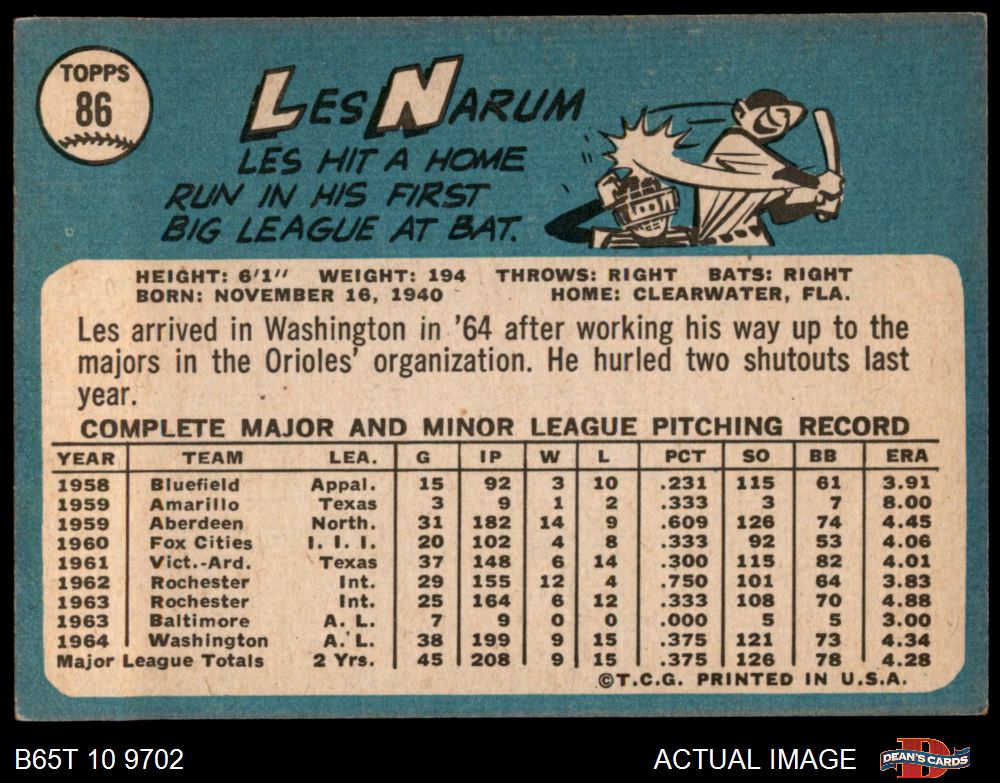 TOPPS
86
LES NARUM
LES HIT A HOME
RUN IN HIS FIRST
BIG LEAGUE AT BAT.
HEIGHT: 6'1" WEIGHT: 194 THROWS: RIGHT BATS: RIGHT
BORN: NOVEMBER 16, 1940 HOME: CLEARWATER, FLA.
Les arrived in Washington in '64 after working his way up to the
majors in the Orioles' organization. He hurled two shutouts last
year.
COMPLETE MAJOR AND MINOR LEAGUE PITCHING RECORD
YEAR TEAM LEA. G IP W L PCT SO BB ERA
1958 Bluefield Appal. 15 92 3 10 .231 115 61 3.91
1959 Amarillo Texas 3 9 1 2 .333 3 7 8.00
1959 Aberdeen North. 31 182 14 9 .609 126 74 4.45
1960 Fox Cities I. I. I. 20 102 4 8 .333 92 53 4.06
1961 Vict.-Ard. Texas 37 148 6 14 .300 115 82 4.01
1962 Rochester Int. 29 155 12 4 .750 101 64 3.83
1963 Rochester Int. 25 164 6 12 .333 108 70 4.88
1963 Baltimore A. L. 7 9 0 0 .000 5 5 3.00
1964 Washington A. L. 38 199 9 15 .375 121 73 4.34
Major League Totals 2 Yrs. 45 208 9 15 .375 126 78 4.28
©T.C.G. PRINTED IN U.S.A.
B65T 10 9702 ACTUAL IMAGE DEAN'S CARDS